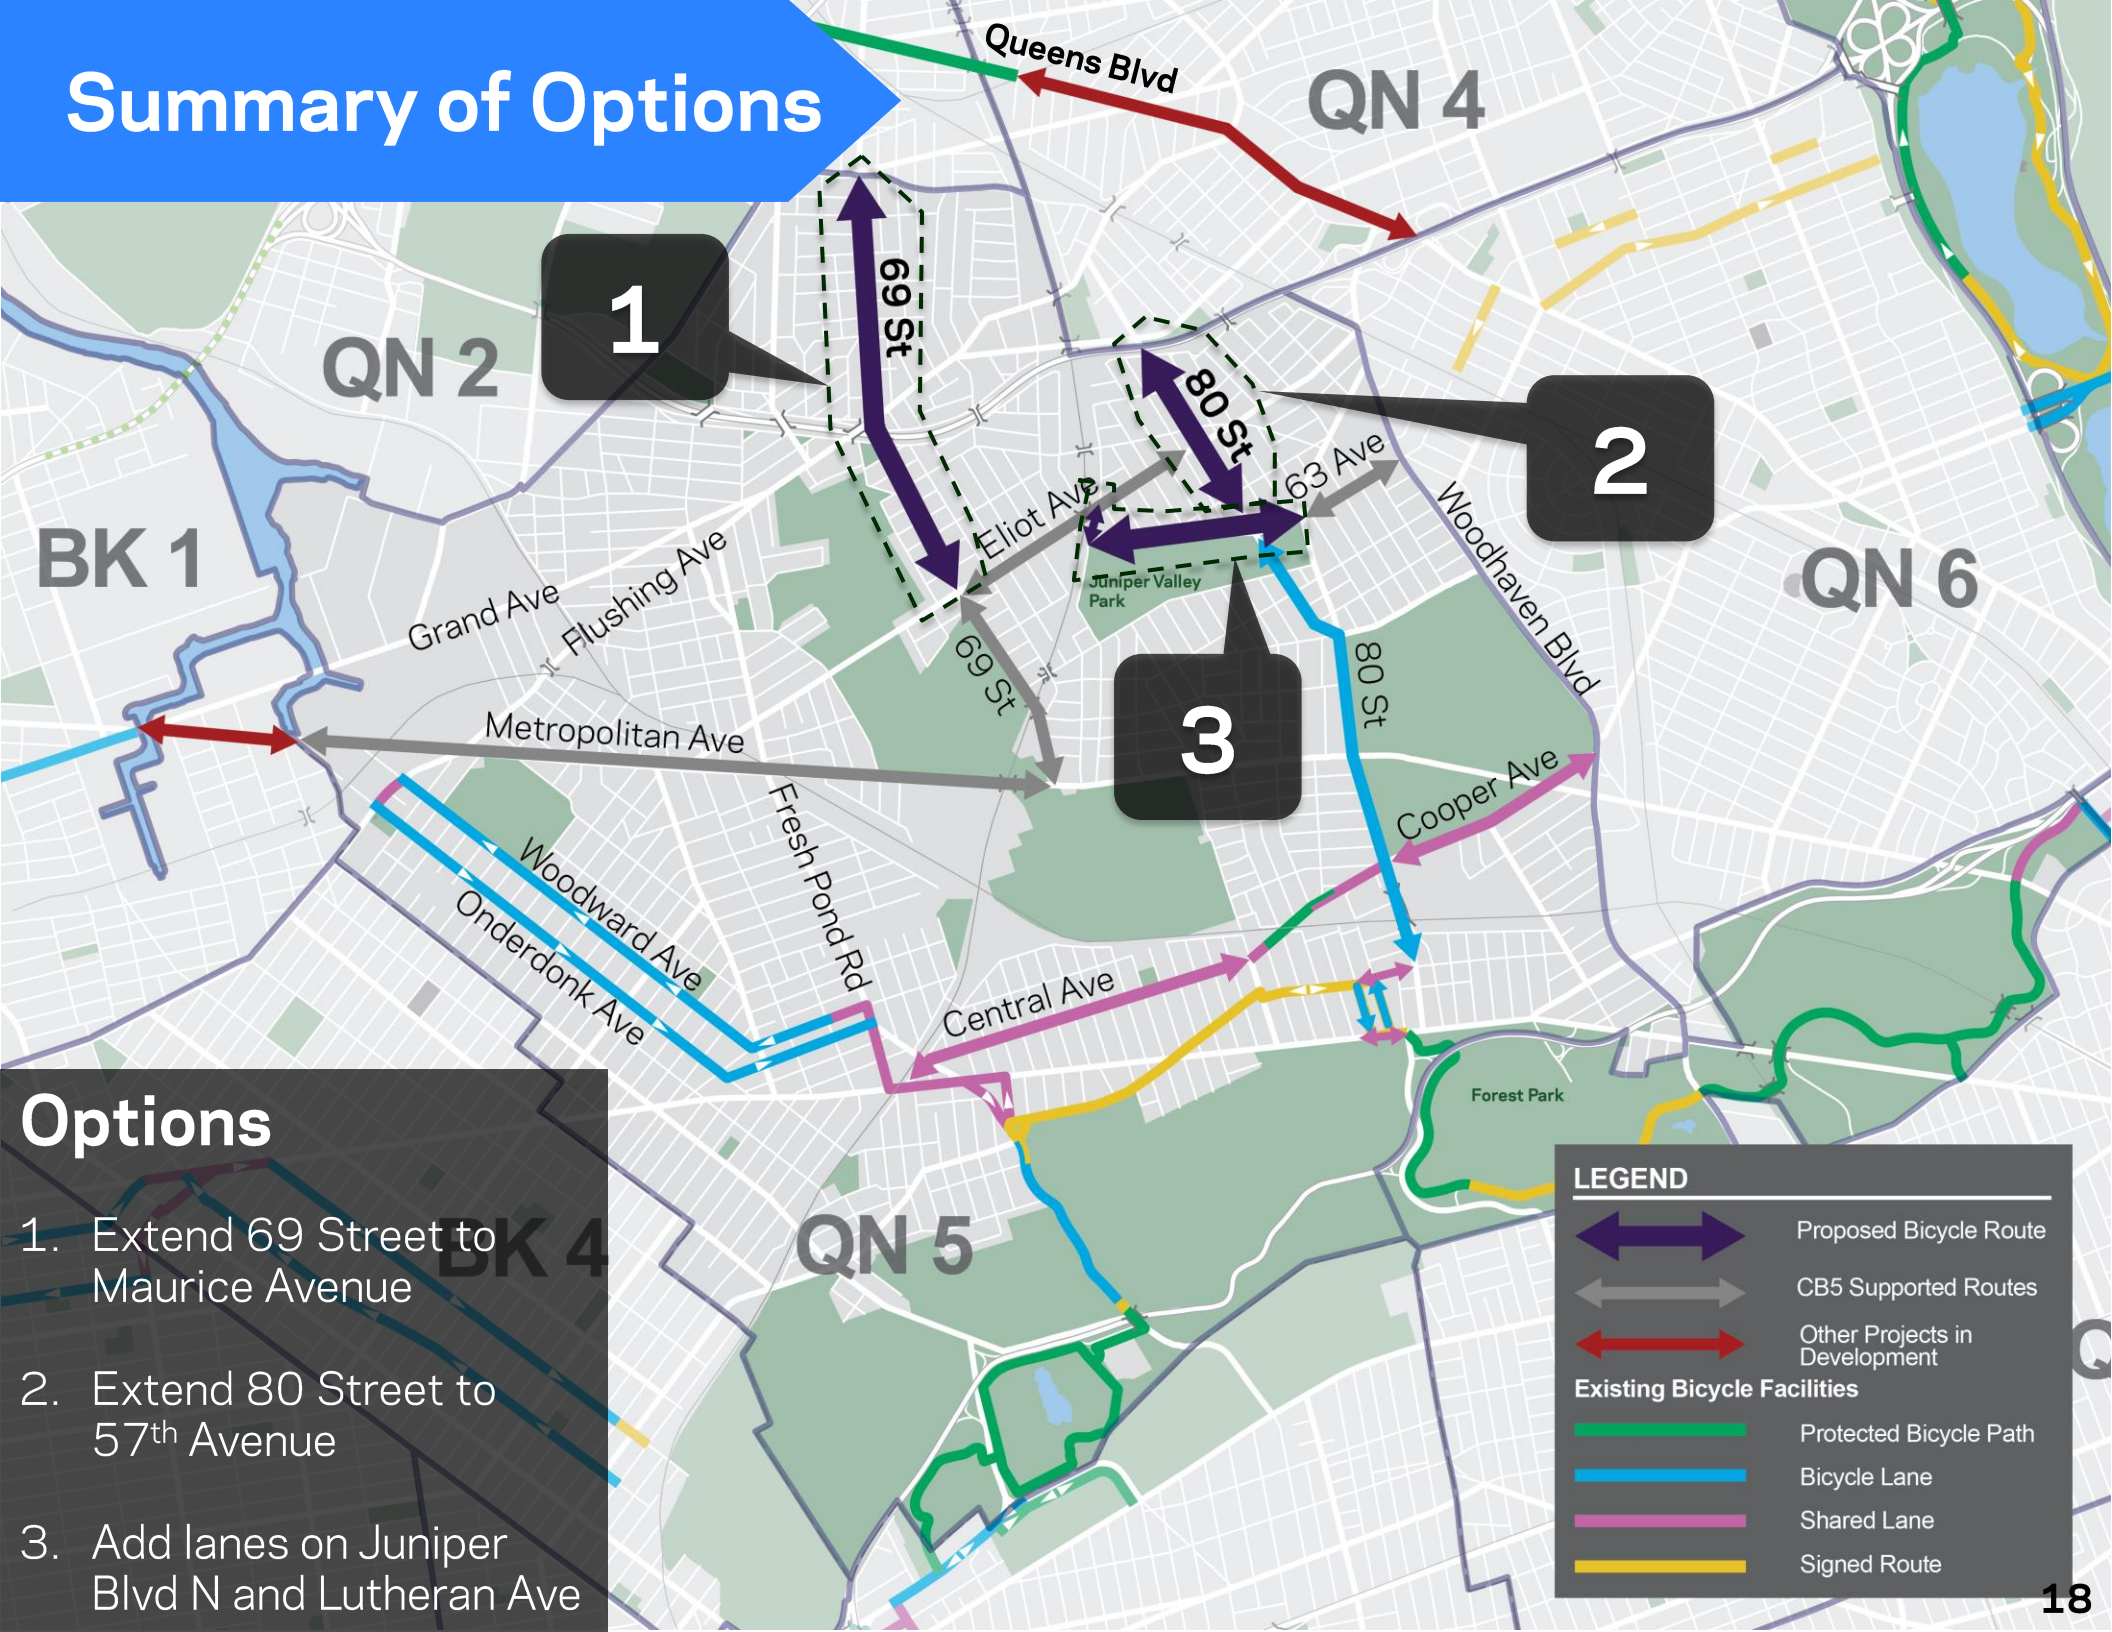 Summary of Options
Queens Blvd
QN 4
69 St
1
QN 2
80 St
2
63 Ave
Eliot Ave
Woodhaven Blvd
BK 1
QN 6
Grand Ave
Flushing Ave
Juniper Valley
Park
69 St
80 St
3
Metropolitan Ave
Cooper Ave
Fresh Pond Rd
Woodward Ave
Onderdonk Ave
Central Ave
Forest Park
QN 5
BK 4
Options
1. Extend 69 Street to
Maurice Avenue
2. Extend 80 Street to
57th Avenue
3. Add lanes on Juniper
Blvd N and Lutheran Ave
LEGEND
Proposed Bicycle Route
CB5 Supported Routes
Other Projects in
Development
Existing Bicycle Facilities
Protected Bicycle Path
Bicycle Lane
Shared Lane
Signed Route
Q
18